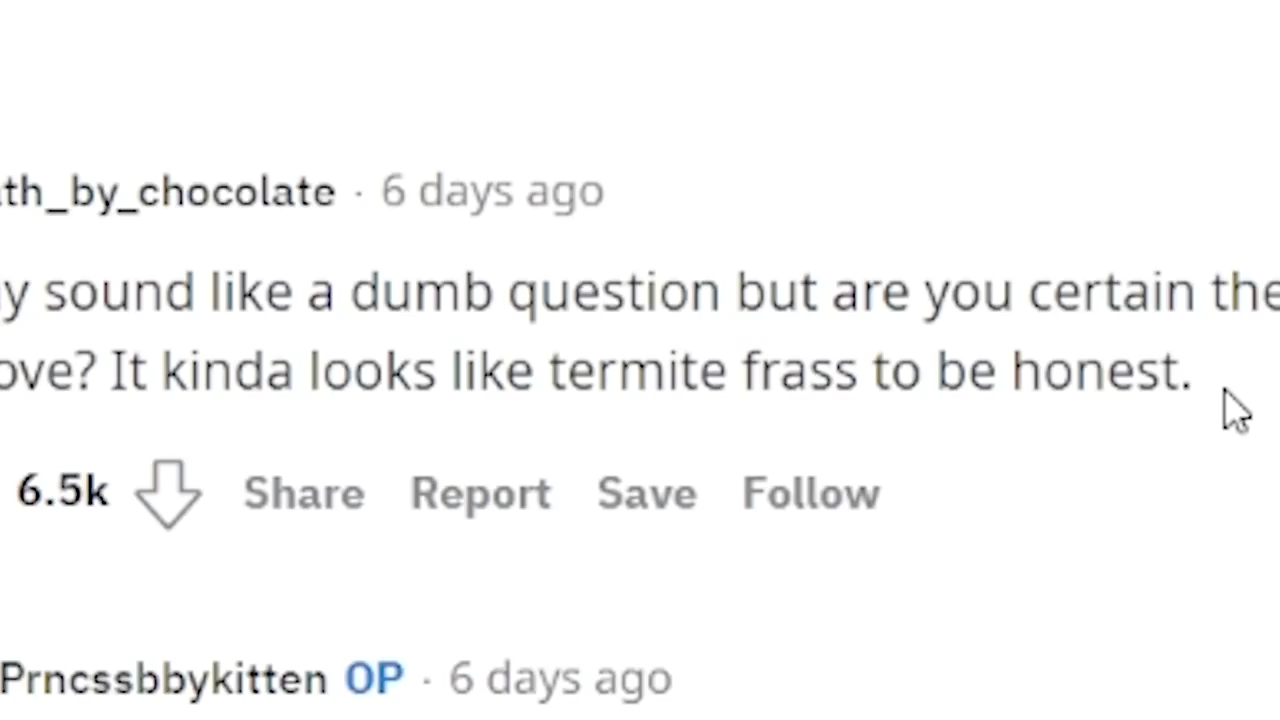 ath_by_chocolate · 6 days ago
y sound like a dumb question but are you certain the
ove? It kinda looks like termite frass to be honest.
6.5k Share Report Save Follow
Prncssbbykitten OP · 6 days ago